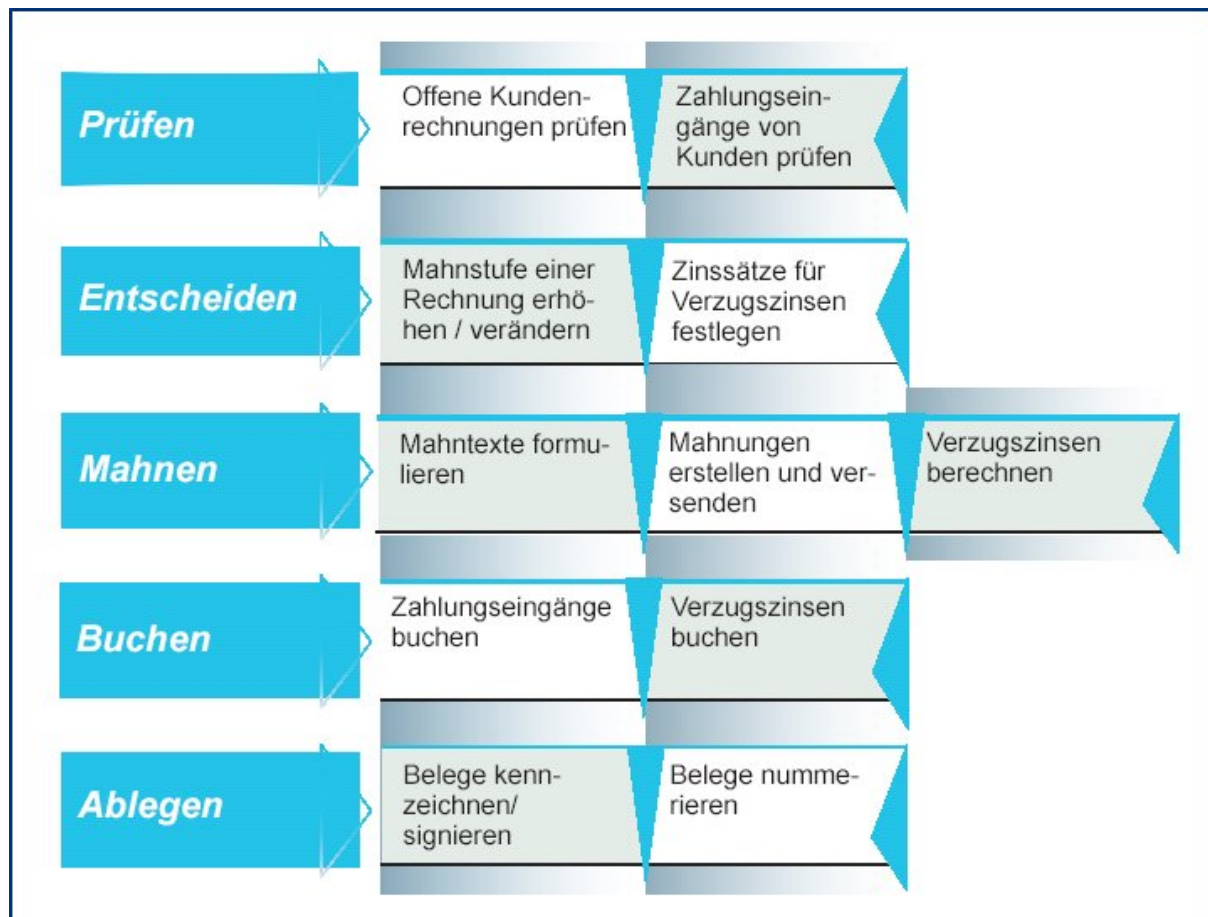 Prüfen
Offene Kunden-
rechnungen prüfen
Zahlungsein-
gänge von
Kunden prüfen
Entscheiden
Mahnstufe einer
Rechnung erhö-
hen / verändern
Zinssätze für
Verzugszinsen
festlegen
Mahnen
Mahntexte formu-
lieren
Mahnungen
erstellen und ver-
senden
Verzugszinsen
berechnen
Buchen
Zahlungseingänge
buchen
Verzugszinsen
buchen
Ablegen
Belege kenn-
zeichnen/
signieren
Belege numme-
rieren